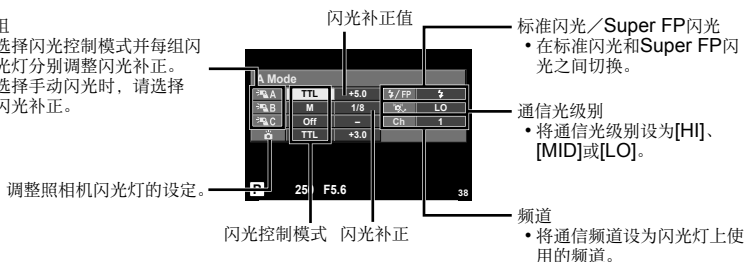 组
选择闪光控制模式并每组闪
光灯分别调整闪光补正。
选择手动闪光时，请选择
闪光补正。
调整照相机闪光灯的设定。
闪光补正值
A Mode
A TTL +5.0 /FP
B M 1/8 LO
C Off – Ch 1
TTL +3.0
P 250 F5.6 38
闪光控制模式 闪光补正
标准闪光／Super FP闪光
• 在标准闪光和Super FP闪
光之间切换。
通信光级别
• 将通信光级别设为[HI]、
[MID]或[LO]。
频道
• 将通信频道设为闪光灯上使
用的频道。